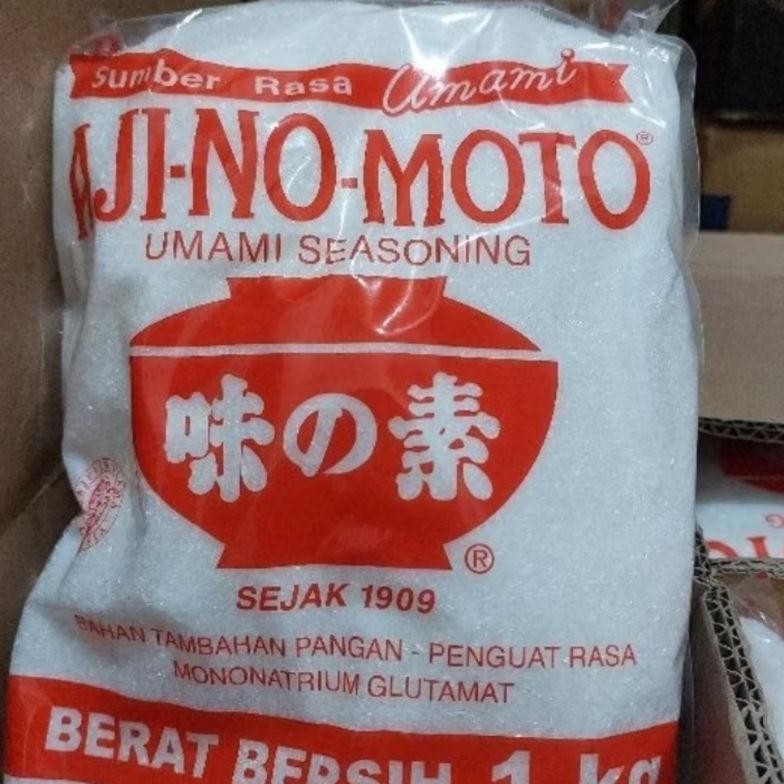 Sumber Rasa Umami
AJI-NO-MOTO®
UMAMI SEASONING
味の素
®
SEJAK 1909
BAHAN TAMBAHAN PANGAN - PENGUAT RASA
MONONATRIUM GLUTAMAT
BERAT BERSIH 1 kg